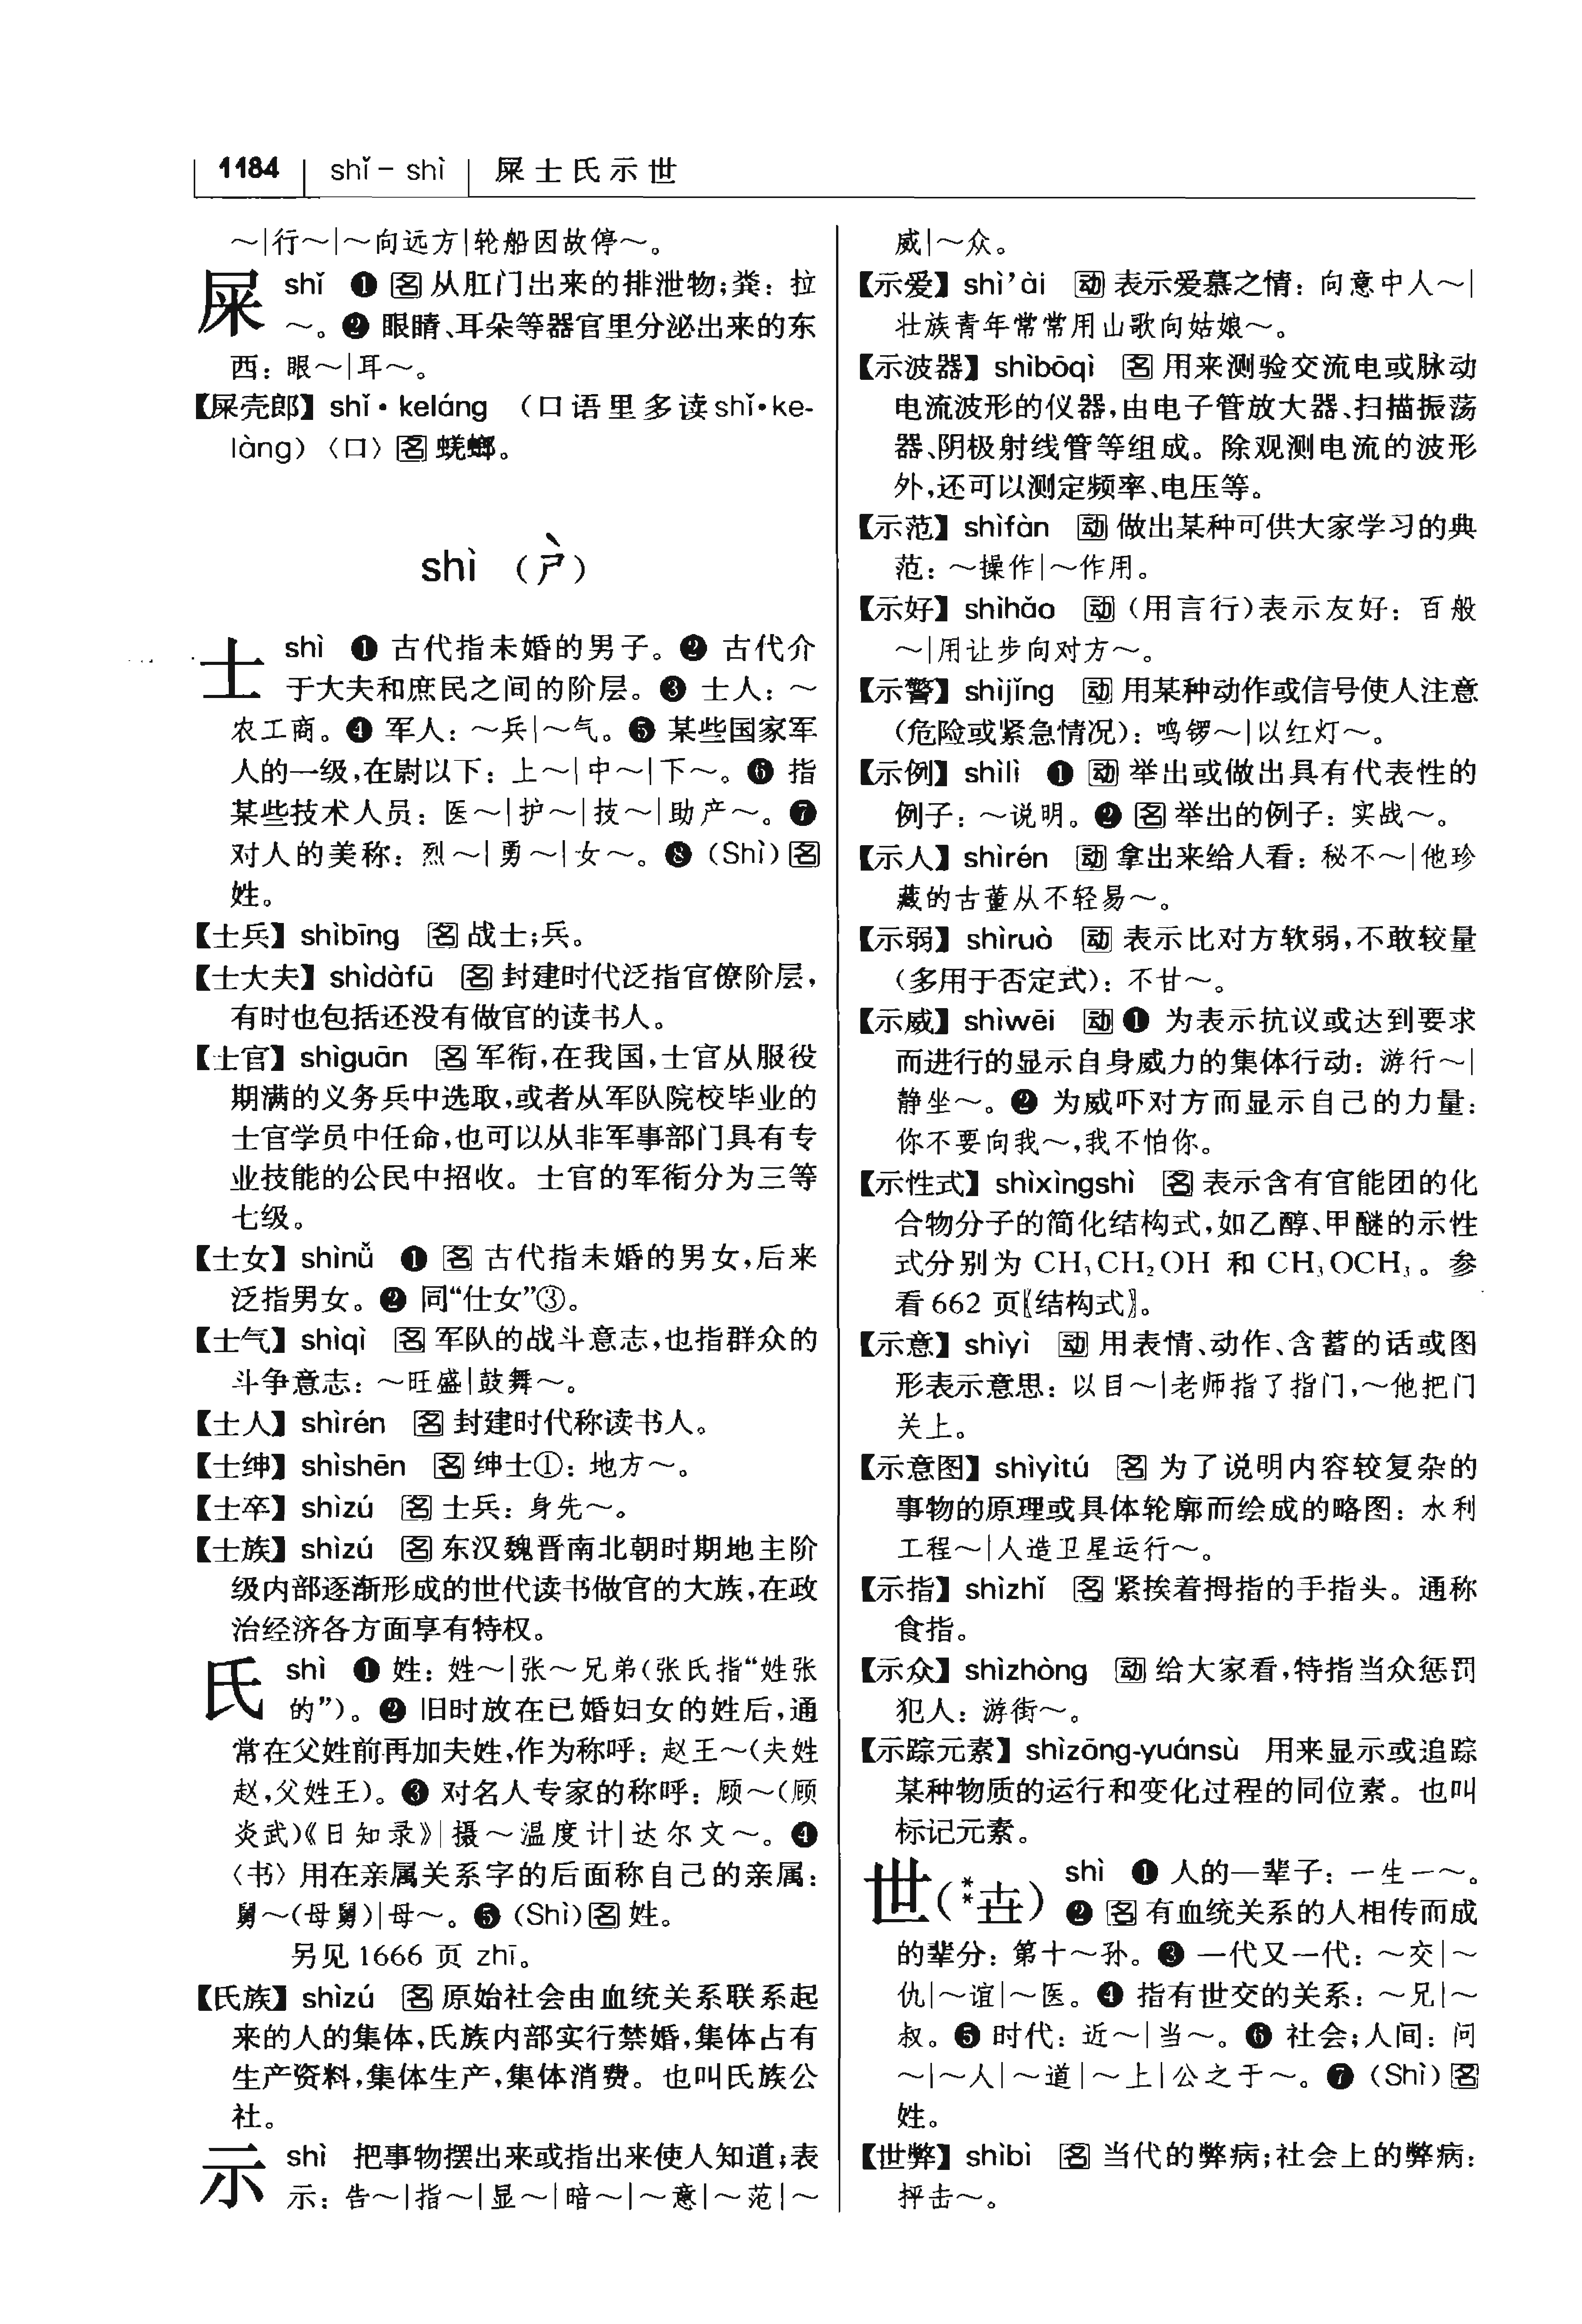 1184 shǐ－shì 屎士氏示世
～|行～|～向远方|轮船因故停～。
屎 shǐ ❶ 名 从肛门出来的排泄物;粪：拉
～。❷ 眼睛、耳朵等器官里分泌出来的东
西：眼～|耳～。
【屎壳郎】shǐ·keláng （口语里多读shǐ·ke-
làng）〈口〉名 蜣螂。
shì （ㄕˋ）
士 shì ❶ 古代指未婚的男子。❷ 古代介
于大夫和庶民之间的阶层。❸ 士人：～
农工商。❹ 军人：～兵|～气。❺ 某些国家军
人的一级,在尉以下：上～|中～|下～。❻ 指
某些技术人员：医～|护～|技～|助产～。❼
对人的美称：烈～|勇～|女～。❽（Shì）名
姓。
【士兵】shìbīng 名 战士;兵。
【士大夫】shìdàfū 名 封建时代泛指官僚阶层,
有时也包括还没有做官的读书人。
【士官】shìguān 名 军衔,在我国,士官从服役
期满的义务兵中选取,或者从军队院校毕业的
士官学员中任命,也可以从非军事部门具有专
业技能的公民中招收。士官的军衔分为三等
七级。
【士女】shìnǚ ❶ 名 古代指未婚的男女,后来
泛指男女。❷ 同“仕女”③。
【士气】shìqì 名 军队的战斗意志,也指群众的
斗争意志：～旺盛|鼓舞～。
【士人】shìrén 名 封建时代称读书人。
【士绅】shìshēn 名 绅士①：地方～。
【士卒】shìzú 名 士兵：身先～。
【士族】shìzú 名 东汉魏晋南北朝时期地主阶
级内部逐渐形成的世代读书做官的大族,在政
治经济各方面享有特权。
氏 shì ❶ 姓：姓～|张～兄弟(张氏指“姓张
的”)。❷ 旧时放在已婚妇女的姓后,通
常在父姓前再加夫姓,作为称呼：赵王～(夫姓
赵,父姓王)。❸ 对名人专家的称呼：顾～(顾
炎武)《日知录》|摄～温度计|达尔文～。❹
〈书〉用在亲属关系字的后面称自己的亲属：
舅～(母舅)|母～。❺（Shì）名 姓。
另见1666 页 zhī。
【氏族】shìzú 名 原始社会由血统关系联系起
来的人的集体,氏族内部实行禁婚,集体占有
生产资料,集体生产,集体消费。也叫氏族公
社。
示 shì 把事物摆出来或指出来使人知道;表
示：告～|指～|显～|暗～|～意|～范|～
威|～众。
【示爱】shì’ài 动 表示爱慕之情：向意中人～|
壮族青年常常用山歌向姑娘～。
【示波器】shìbōqì 名 用来测验交流电或脉动
电流波形的仪器,由电子管放大器、扫描振荡
器、阴极射线管等组成。除观测电流的波形
外,还可以测定频率、电压等。
【示范】shìfàn 动 做出某种可供大家学习的典
范：～操作|～作用。
【示好】shìhǎo 动（用言行）表示友好：百般
～|用让步向对方～。
【示警】shìjǐng 动 用某种动作或信号使人注意
（危险或紧急情况）：鸣锣～|以红灯～。
【示例】shìlì ❶ 动 举出或做出具有代表性的
例子：～说明。❷ 名 举出的例子：实战～。
【示人】shìrén 动 拿出来给人看：秘不～|他珍
藏的古董从不轻易～。
【示弱】shìruò 动 表示比对方软弱,不敢较量
（多用于否定式）：不甘～。
【示威】shìwēi 动 ❶ 为表示抗议或达到要求
而进行的显示自身威力的集体行动：游行～|
静坐～。❷ 为威吓对方而显示自己的力量：
你不要向我～,我不怕你。
【示性式】shìxìngshì 名 表示含有官能团的化
合物分子的简化结构式,如乙醇、甲醚的示性
式分别为 CH₃CH₂OH 和 CH₃OCH₃。参
看 662 页〖结构式〗。
【示意】shìyì 动 用表情、动作、含蓄的话或图
形表示意思：以目～|老师指了指门,～他把门
关上。
【示意图】shìyìtú 名 为了说明内容较复杂的
事物的原理或具体轮廓而绘成的略图：水利
工程～|人造卫星运行～。
【示指】shìzhǐ 名 紧挨着拇指的手指头。通称
食指。
【示众】shìzhòng 动 给大家看,特指当众惩罚
犯人：游街～。
【示踪元素】shìzōng-yuánsù 用来显示或追踪
某种物质的运行和变化过程的同位素。也叫
标记元素。
世(**丗) shì ❶ 人的一辈子：一生一～。
❷ 名 有血统关系的人相传而成
的辈分：第十～孙。❸ 一代又一代：～交|～
仇|～谊|～医。❹ 指有世交的关系：～兄|～
叔。❺ 时代：近～|当～。❻ 社会;人间：问
～|～人|～道|～上|公之于～。❼（Shì）名
姓。
【世弊】shìbì 名 当代的弊病;社会上的弊病：
抨击～。